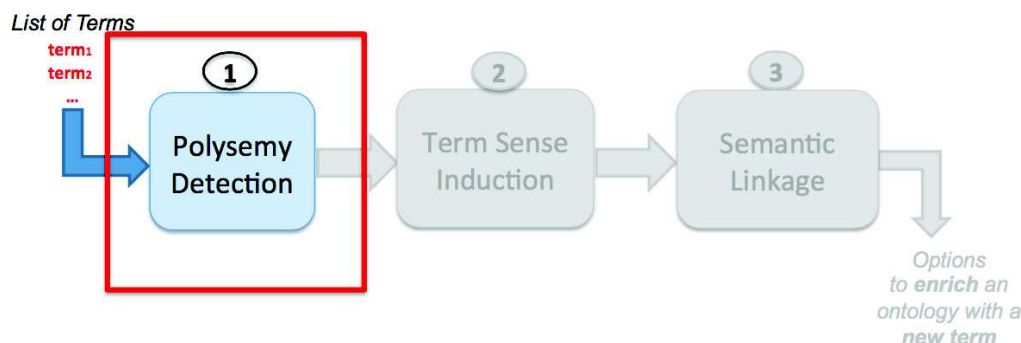 List of Terms
term1
term2
...
1
Polysemy
Detection
2
Term Sense
Induction
3
Semantic
Linkage
Options
to enrich an
ontology with a
new term